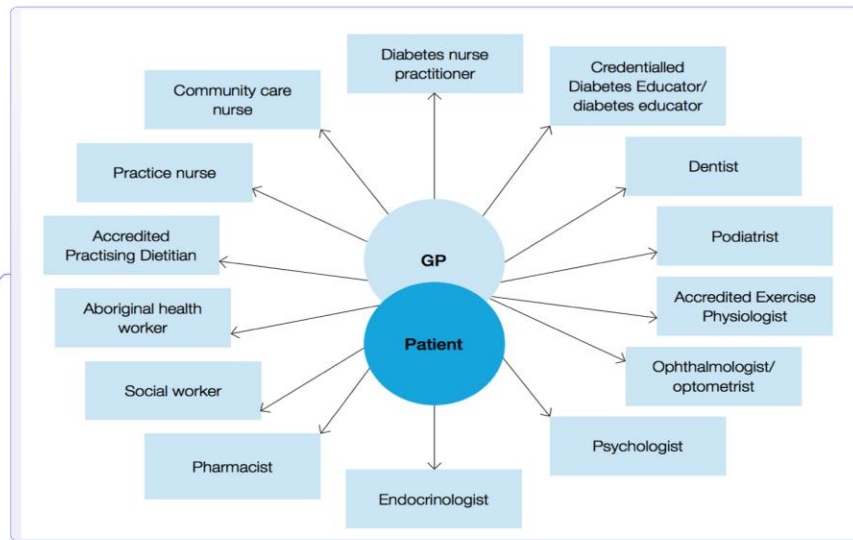 Diabetes nurse
practitioner
Credentialled
Diabetes Educator/
diabetes educator
Community care
nurse
Dentist
Practice nurse
Podiatrist
Accredited
Practising Dietitian
GP
Accredited Exercise
Physiologist
Aboriginal health
worker
Patient
Ophthalmologist/
optometrist
Social worker
Psychologist
Pharmacist
Endocrinologist